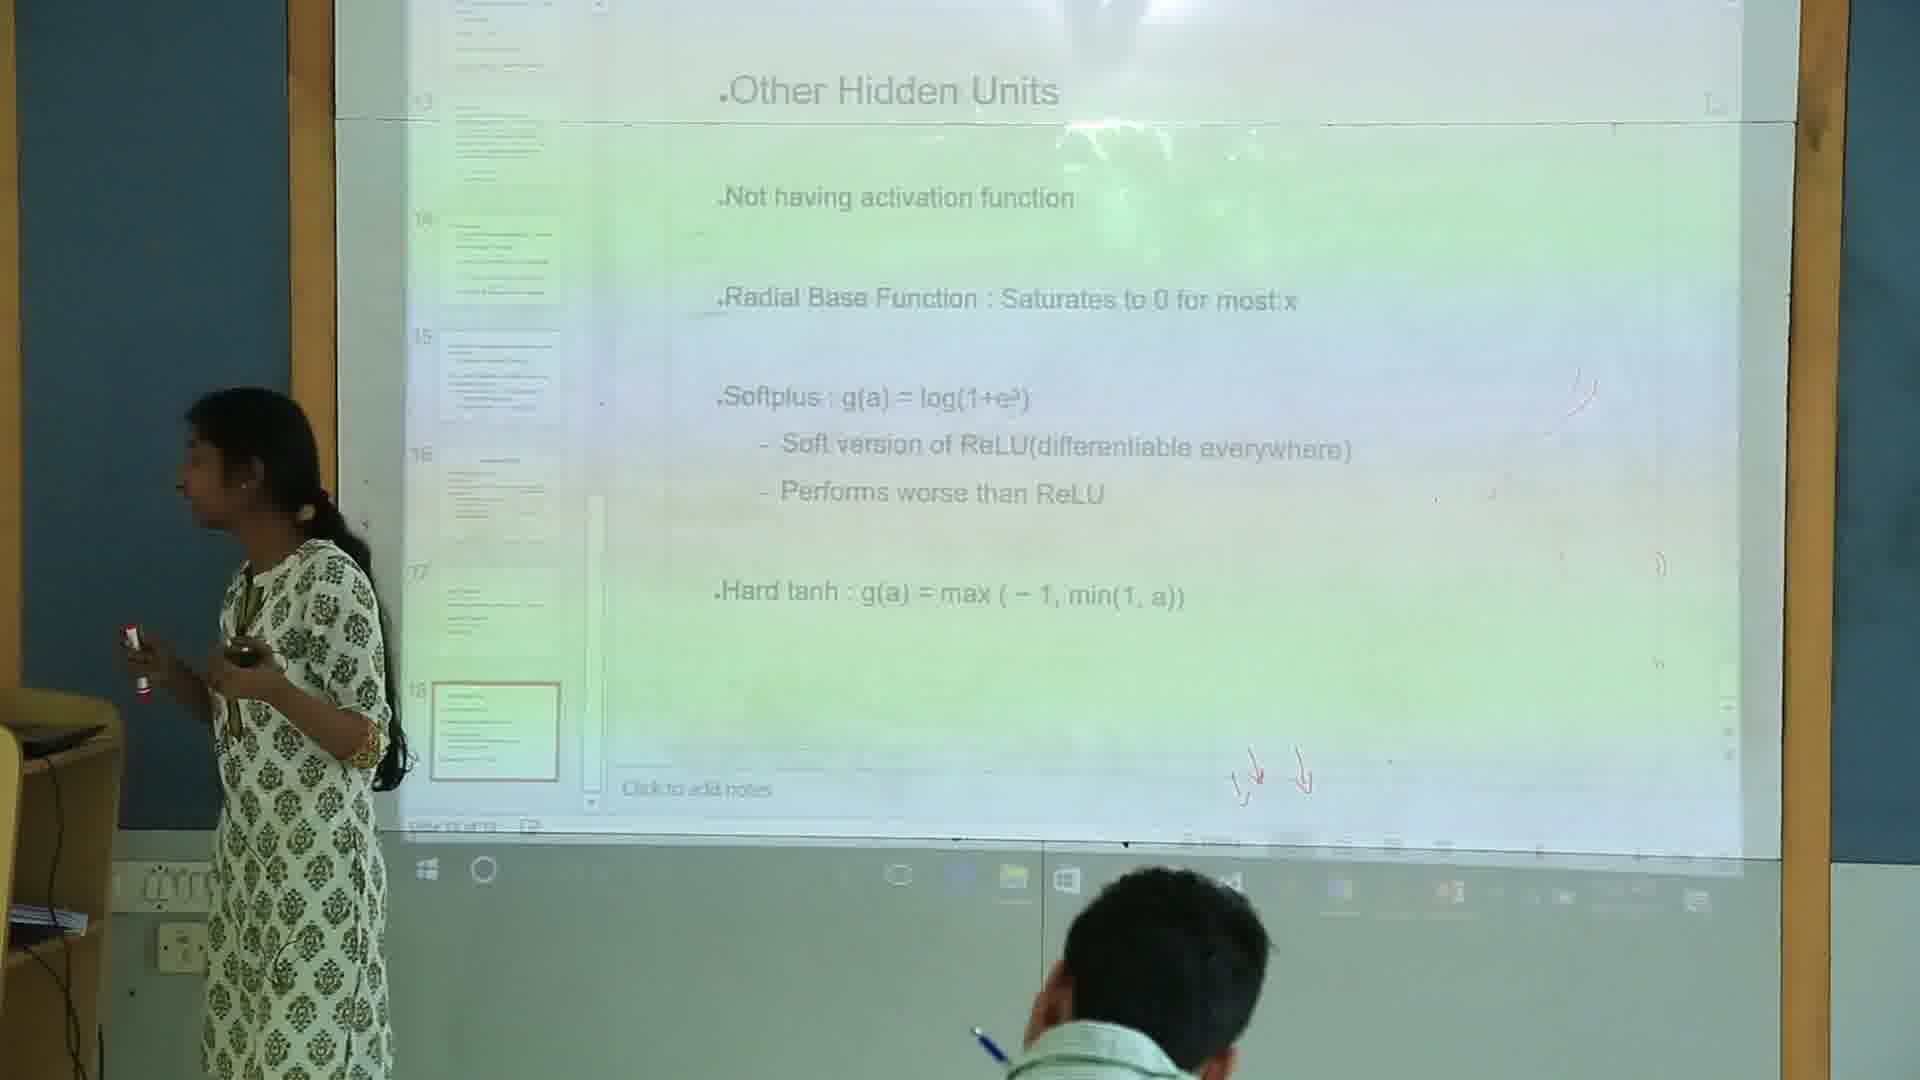 .Other Hidden Units
13
.Not having activation function
14
.Radial Base Function : Saturates to 0 for most x
15
.Softplus : g(a) = log(1+eᵃ)
- Soft version of ReLU(differentiable everywhere)
16
- Performs worse than ReLU
17
.Hard tanh : g(a) = max ( − 1, min(1, a))
18
Click to add notes